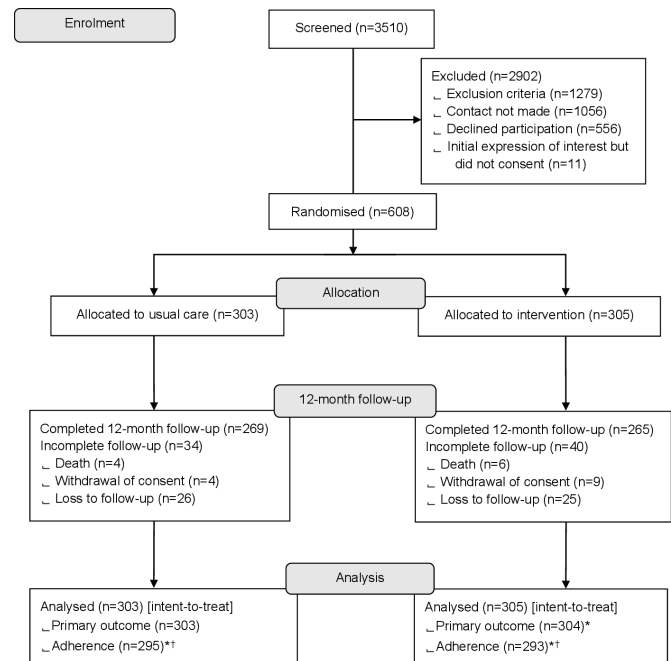 Enrolment
Screened (n=3510)
Excluded (n=2902)
⌙ Exclusion criteria (n=1279)
⌙ Contact not made (n=1056)
⌙ Declined participation (n=556)
⌙ Initial expression of interest but
did not consent (n=11)
Randomised (n=608)
Allocation
Allocated to usual care (n=303)
Allocated to intervention (n=305)
12-month follow-up
Completed 12-month follow-up (n=269)
Incomplete follow-up (n=34)
⌙ Death (n=4)
⌙ Withdrawal of consent (n=4)
⌙ Loss to follow-up (n=26)
Completed 12-month follow-up (n=265)
Incomplete follow-up (n=40)
⌙ Death (n=6)
⌙ Withdrawal of consent (n=9)
⌙ Loss to follow-up (n=25)
Analysis
Analysed (n=303) [intent-to-treat]
⌙Primary outcome (n=303)
⌙Adherence (n=295)*†
Analysed (n=305) [intent-to-treat]
⌙Primary outcome (n=304)*
⌙Adherence (n=293)*†